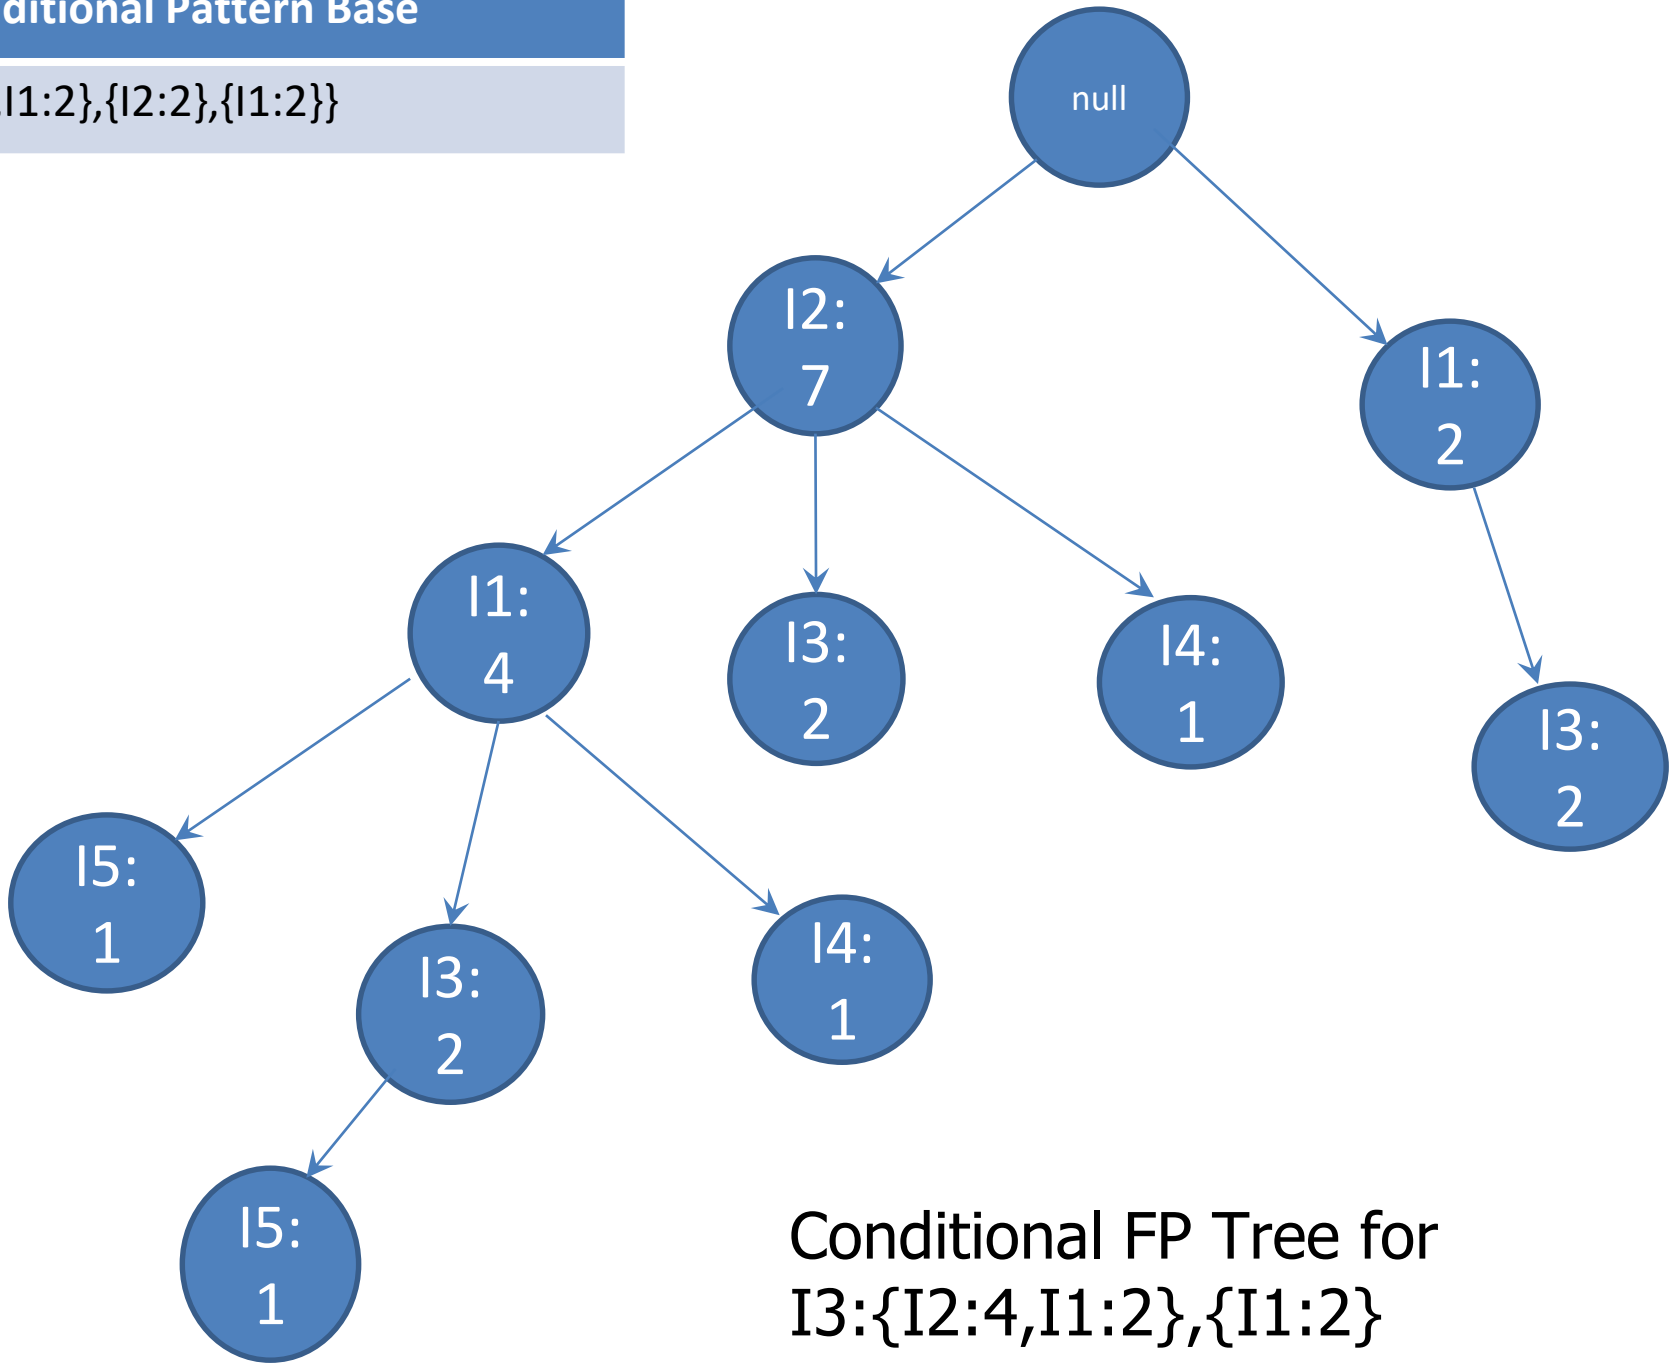 ditional Pattern Base
I1:2},{I2:2},{I1:2}}
null
I2:
7
I1:
2
I1:
4
I3:
2
I4:
1
I3:
2
I5:
1
I3:
2
I4:
1
I5:
1
Conditional FP Tree for
I3:{I2:4,I1:2},{I1:2}